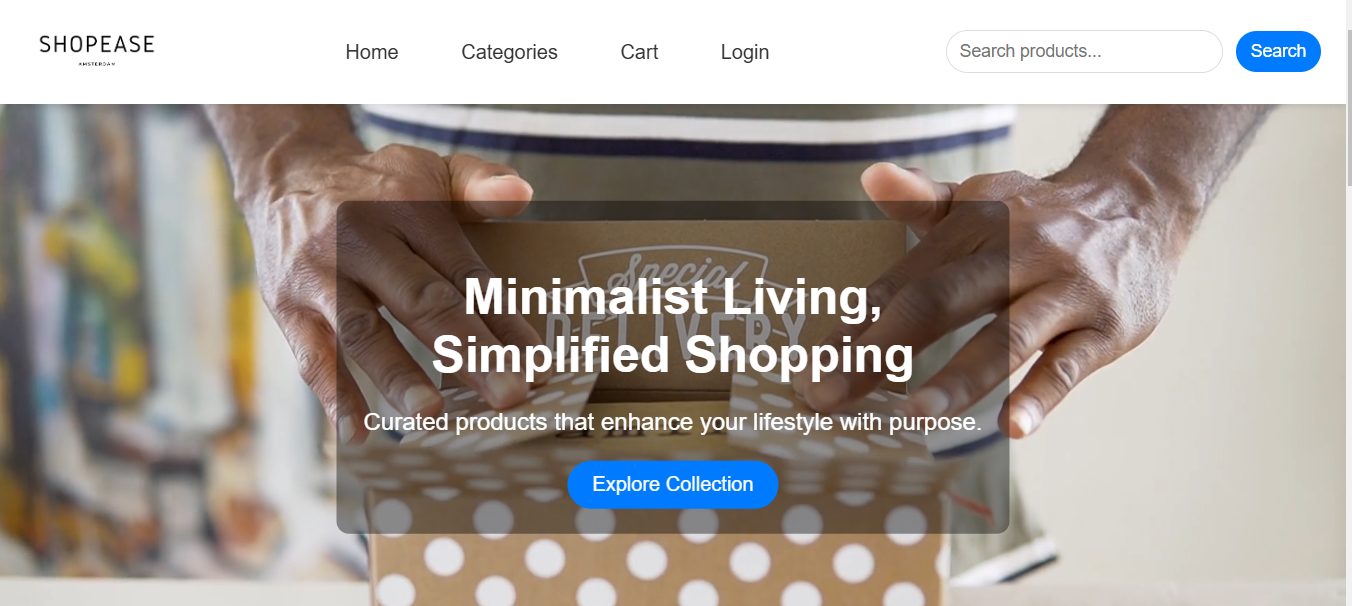 SHOPEASE
AMSTERDAM
Home
Categories
Cart
Login
Search products...
Search
Special
DELIVERY
Minimalist Living,
Simplified Shopping
Curated products that enhance your lifestyle with purpose.
Explore Collection